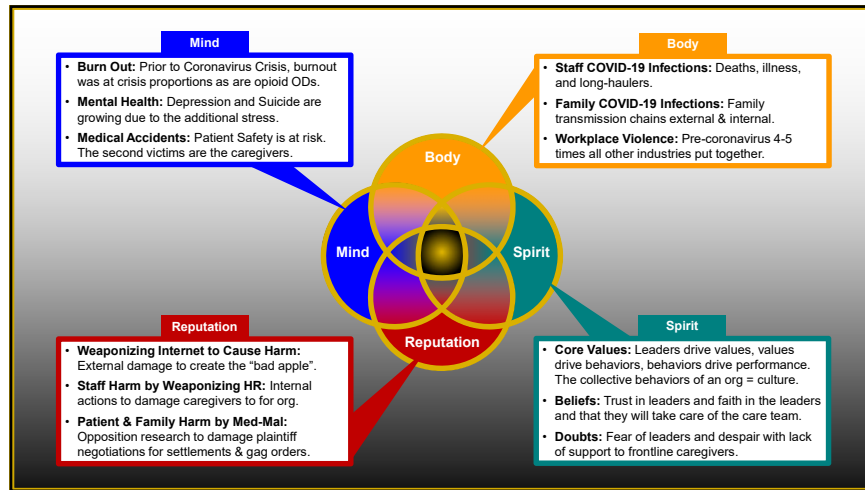 Mind
• Burn Out: Prior to Coronavirus Crisis, burnout
was at crisis proportions as are opioid ODs.
• Mental Health: Depression and Suicide are
growing due to the additional stress.
• Medical Accidents: Patient Safety is at risk.
The second victims are the caregivers.
Body
• Staff COVID-19 Infections: Deaths, illness,
and long-haulers.
• Family COVID-19 Infections: Family
transmission chains external & internal.
• Workplace Violence: Pre-coronavirus 4-5
times all other industries put together.
Body
Mind
Spirit
Reputation
Reputation
• Weaponizing Internet to Cause Harm:
External damage to create the “bad apple”.
• Staff Harm by Weaponizing HR: Internal
actions to damage caregivers to for org.
• Patient & Family Harm by Med-Mal:
Opposition research to damage plaintiff
negotiations for settlements & gag orders.
Spirit
• Core Values: Leaders drive values, values
drive behaviors, behaviors drive performance.
The collective behaviors of an org = culture.
• Beliefs: Trust in leaders and faith in the leaders
and that they will take care of the care team.
• Doubts: Fear of leaders and despair with lack
of support to frontline caregivers.